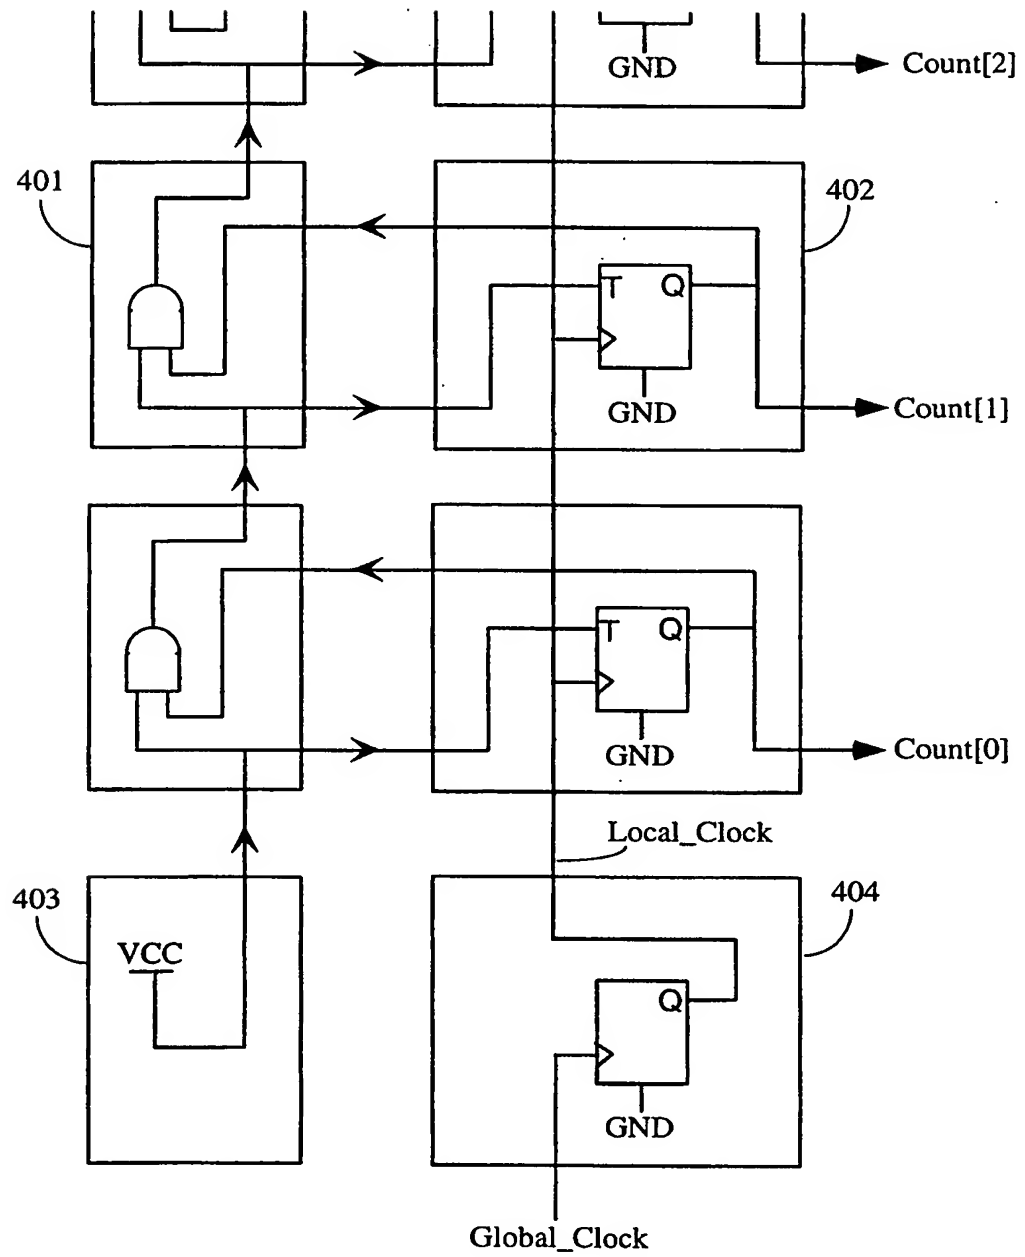 GND
Count[2]
401
402
T Q
GND
Count[1]
T Q
GND
Count[0]
Local_Clock
403
404
VCC
Q
GND
Global_Clock